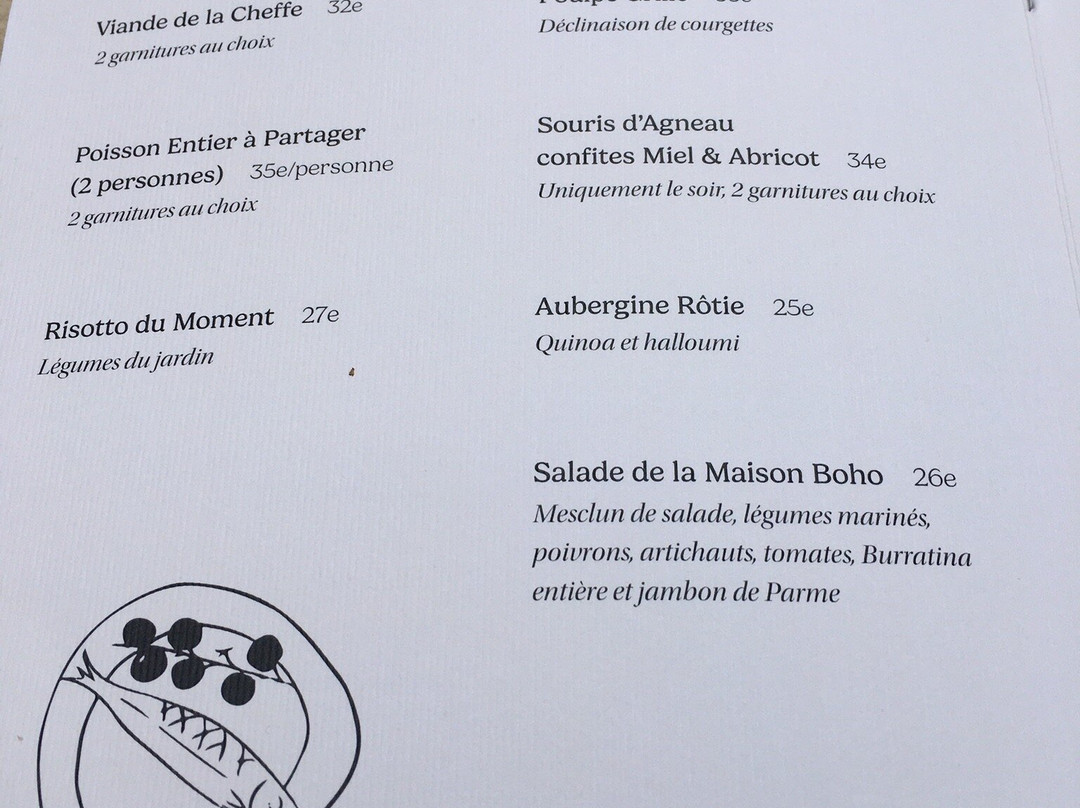 Viande de la Cheffe 32e
2 garnitures au choix
Poisson Entier à Partager
(2 personnes) 35e/personne
2 garnitures au choix
Risotto du Moment 27e
Légumes du jardin
Déclinaison de courgettes
Souris d'Agneau
confites Miel & Abricot 34e
Uniquement le soir, 2 garnitures au choix
Aubergine Rôtie 25e
Quinoa et halloumi
Salade de la Maison Boho 26e
Mesclun de salade, légumes marinés,
poivrons, artichauts, tomates, Burratina
entière et jambon de Parme